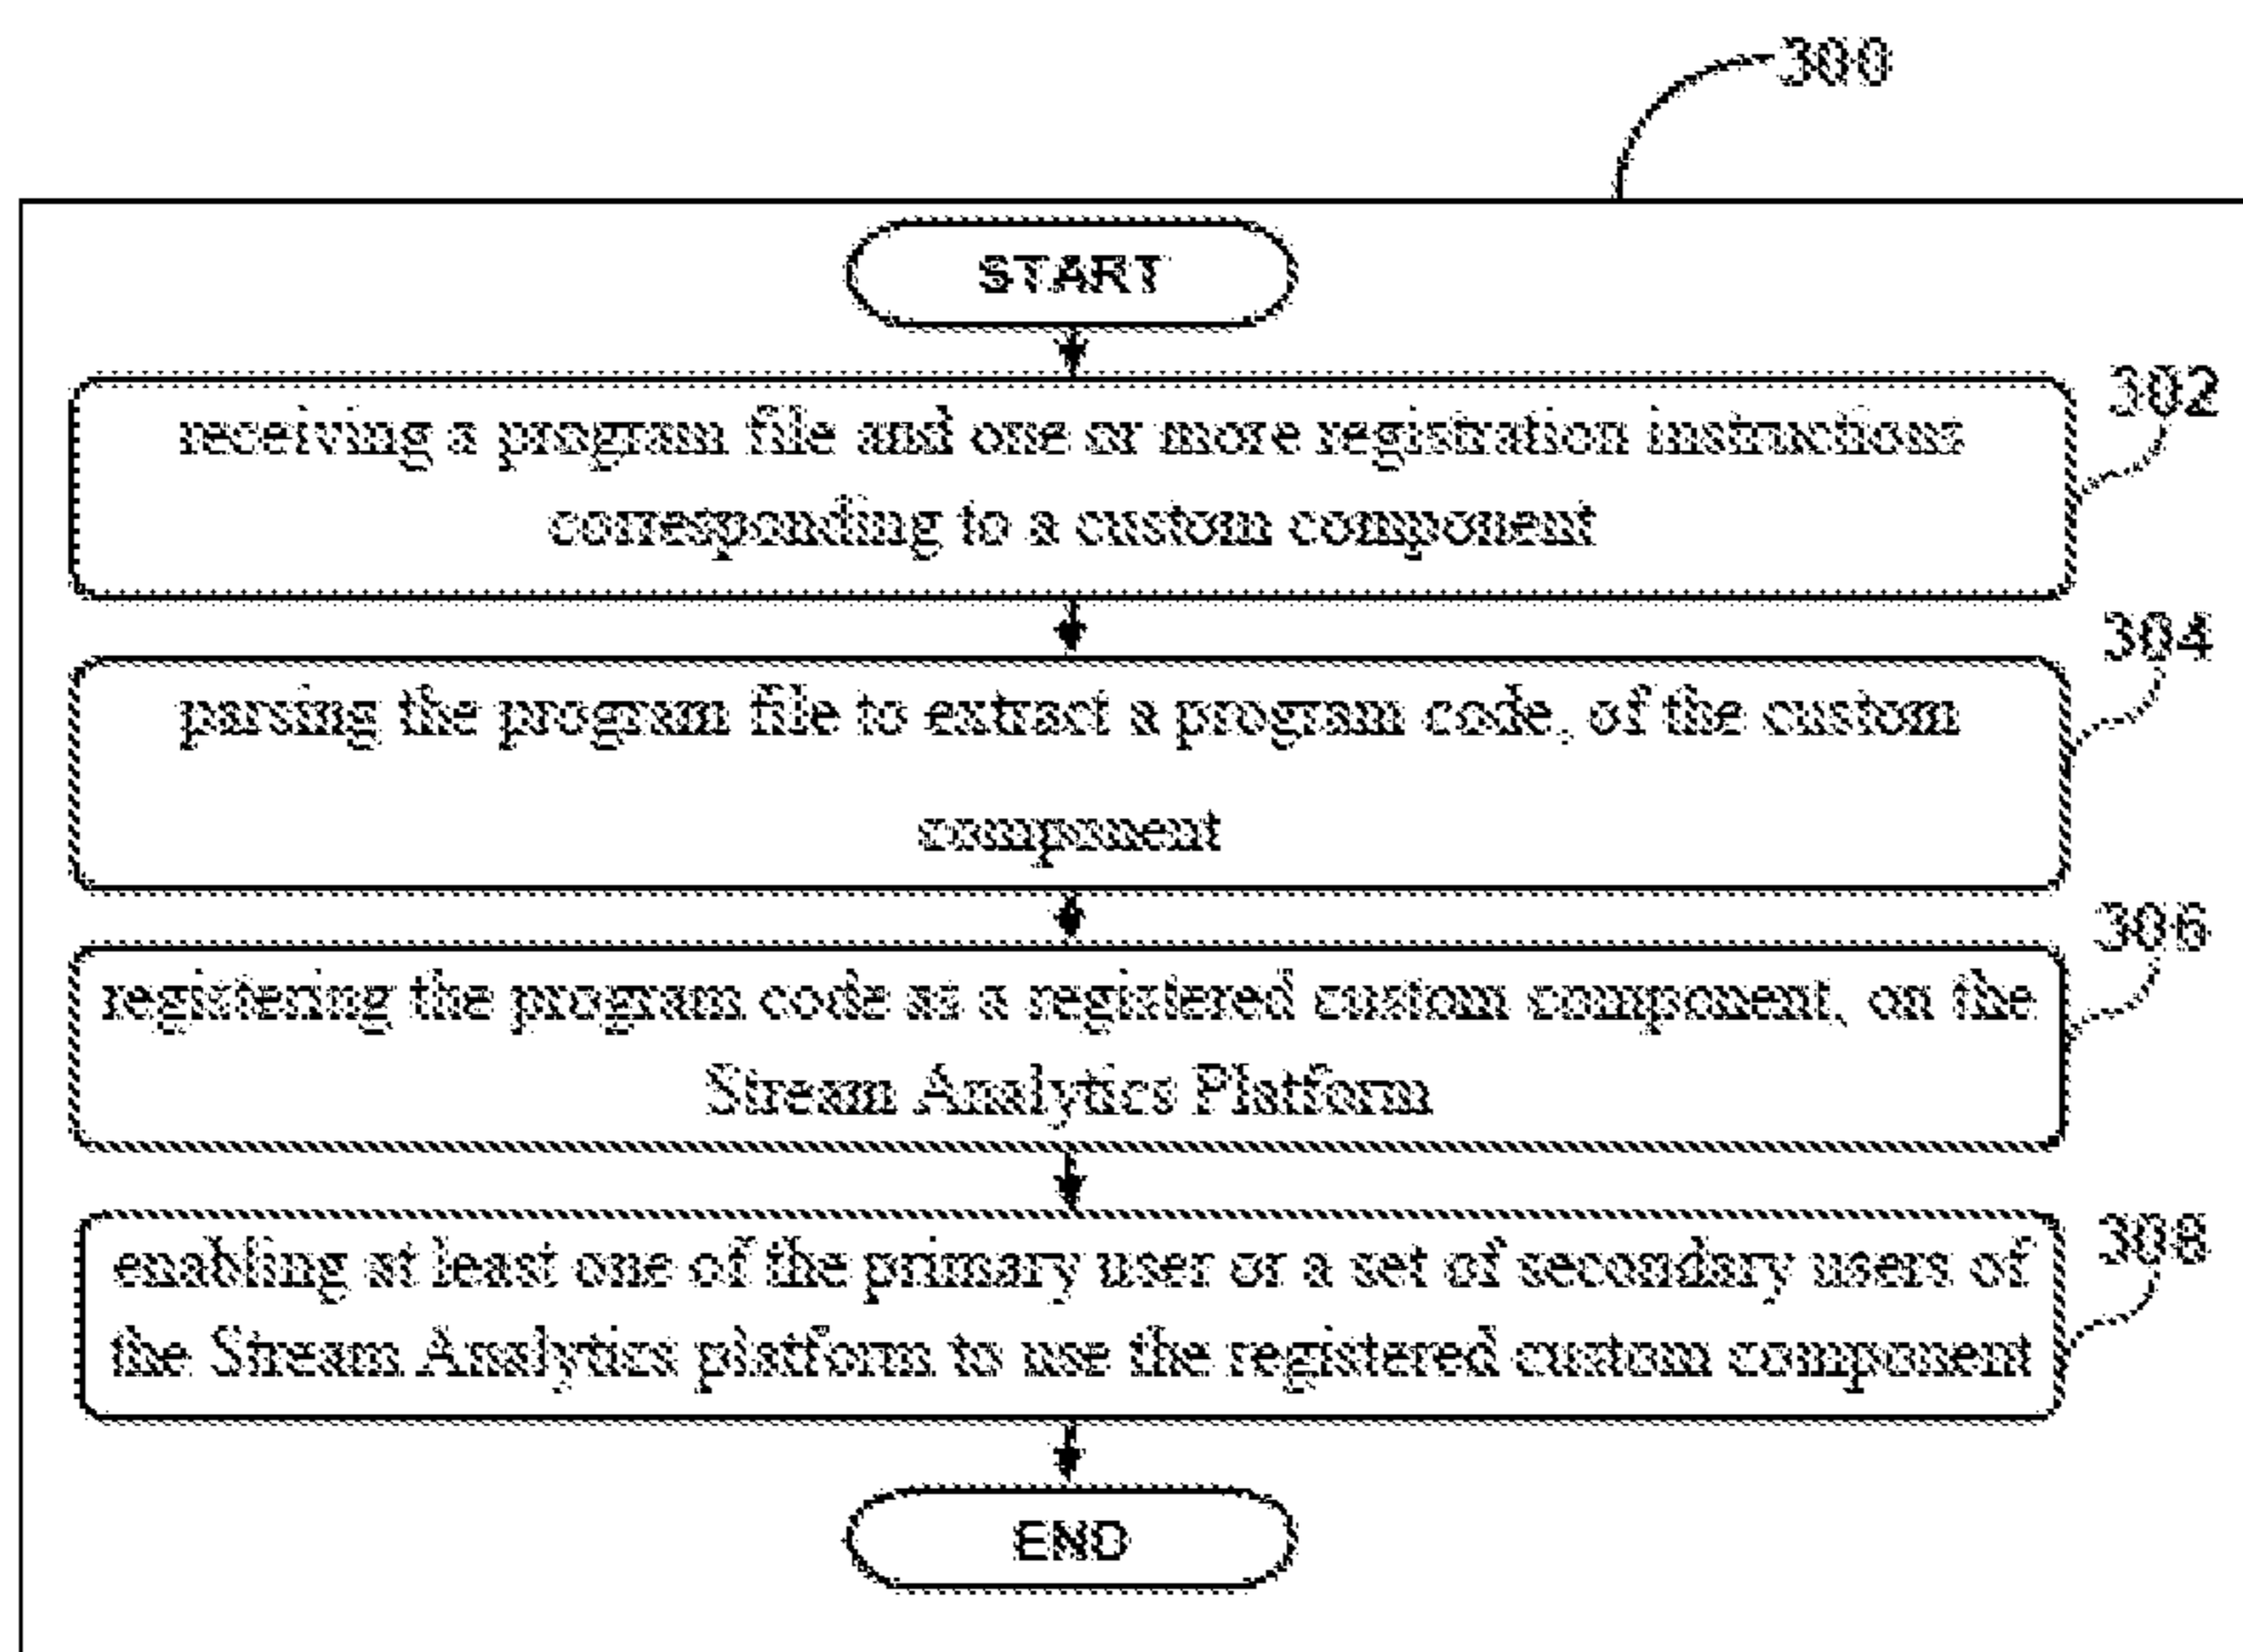 300
START
302
receiving a program file and one or more registration instructions
corresponding to a custom component
304
parsing the program file to extract a program code, of the custom
component
306
registering the program code as a registered custom component, on the
Stream Analytics Platform
308
enabling at least one of the primary user or a set of secondary users of
the Stream Analytics platform to use the registered custom component
END